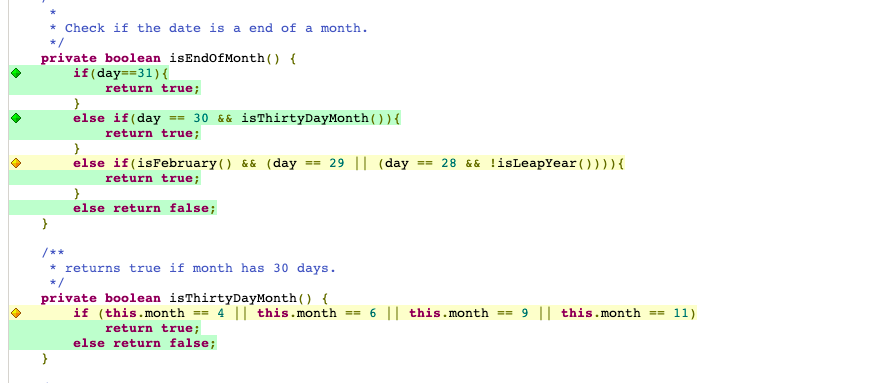 *
* Check if the date is a end of a month.
*/
private boolean isEndOfMonth() {
if(day==31){
return true;
}
else if(day == 30 && isThirtyDayMonth()){
return true;
}
else if(isFebruary() && (day == 29 || (day == 28 && !isLeapYear()))){
return true;
}
else return false;
}
/**
* returns true if month has 30 days.
*/
private boolean isThirtyDayMonth() {
if (this.month == 4 || this.month == 6 || this.month == 9 || this.month == 11)
return true;
else return false;
}